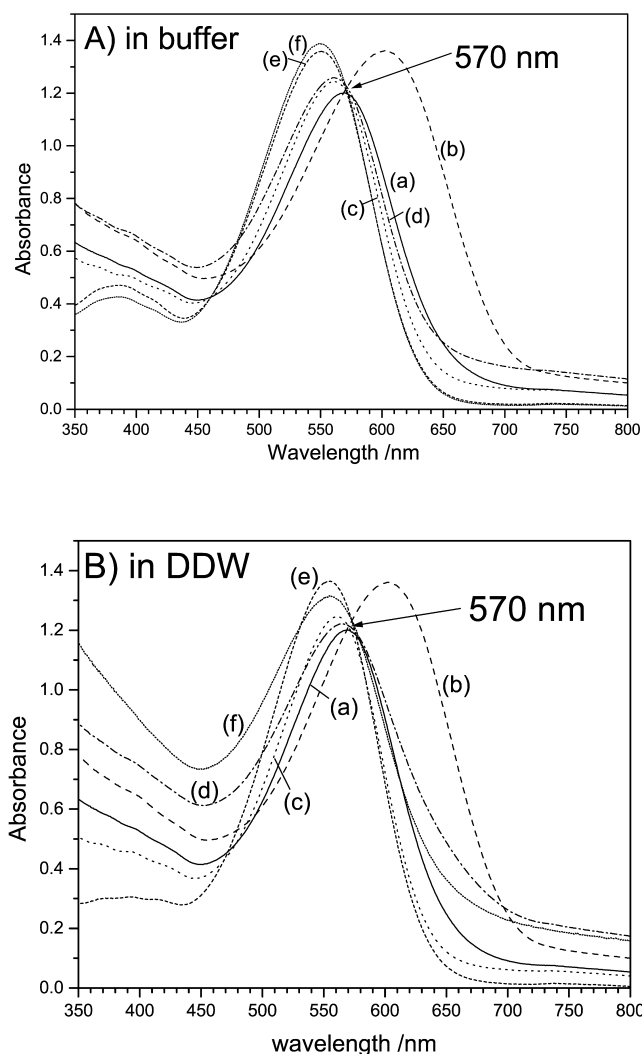 A) in buffer
(f)
(e)
570 nm
(b)
(a)
(c)
(d)
Absorbance
1.4
1.2
1.0
0.8
0.6
0.4
0.2
0.0
350 400 450 500 550 600 650 700 750 800
Wavelength /nm
B) in DDW
(e)
570 nm
(b)
(a)
(f)
(d)
(c)
Absorbance
1.4
1.2
1.0
0.8
0.6
0.4
0.2
0.0
350 400 450 500 550 600 650 700 750 800
wavelength /nm